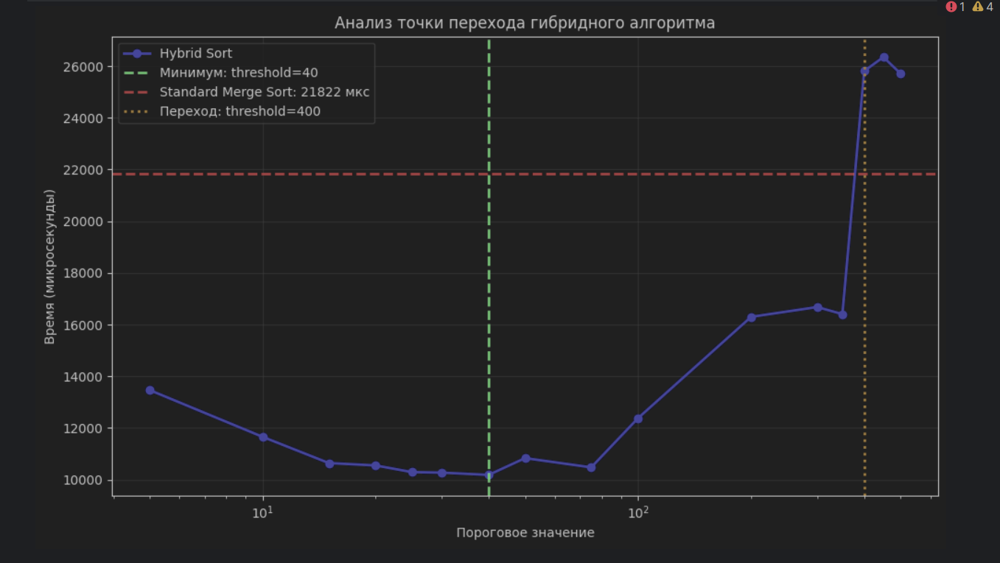 1 4
Анализ точки перехода гибридного алгоритма
Hybrid Sort
Минимум: threshold=40
Standard Merge Sort: 21822 мкс
Переход: threshold=400
26000
24000
22000
20000
18000
16000
14000
12000
10000
Время (микросекунды)
10¹ 10²
Пороговое значение